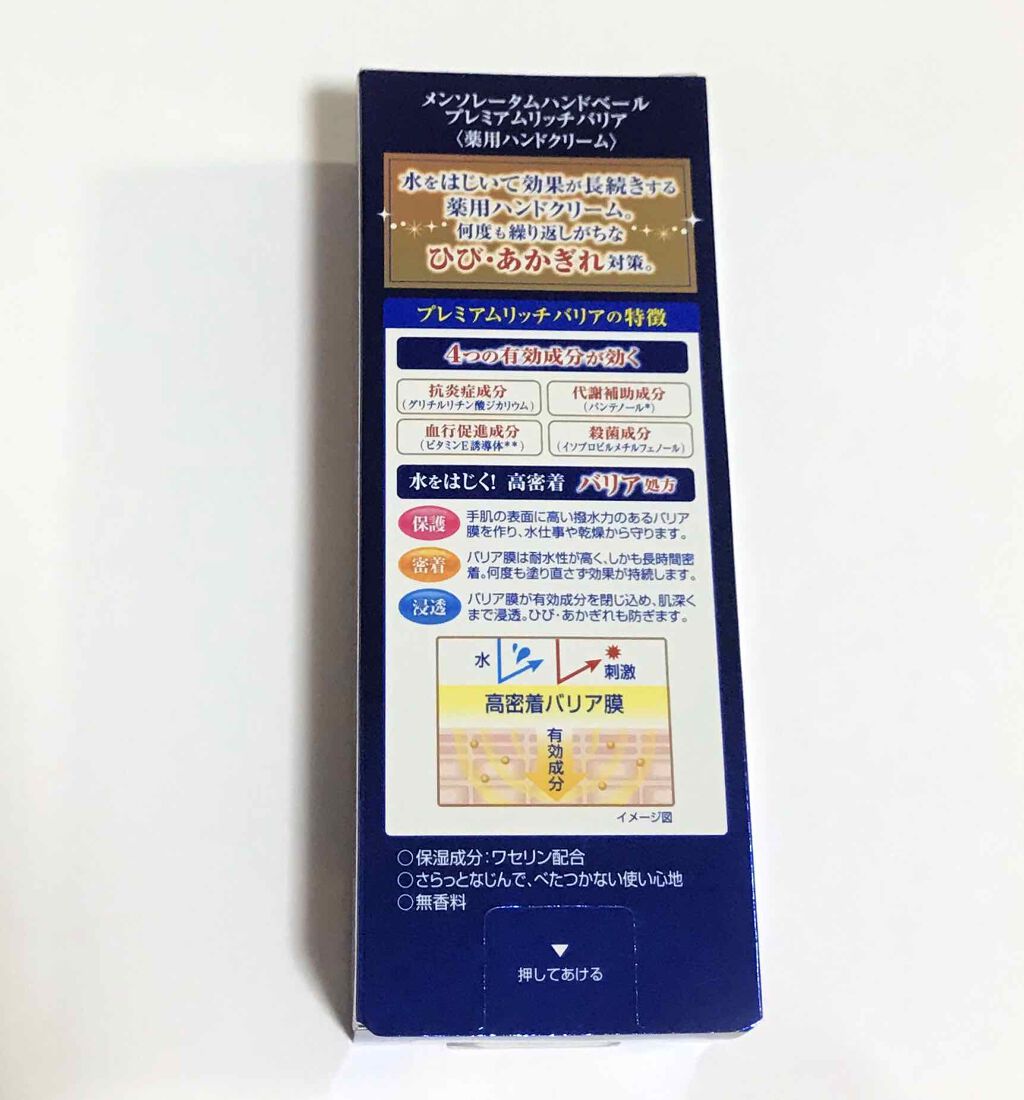 メンソレータムハンドベール
プレミアムリッチバリア
〈薬用ハンドクリーム〉
水をはじいて効果が長続きする
薬用ハンドクリーム。
何度も繰り返しがちな
ひび・あかぎれ対策。
プレミアムリッチバリアの特徴
4つの有効成分が効く
抗炎症成分
(グリチルリチン酸ジカリウム)
代謝補助成分
(パンテノール*)
血行促進成分
(ビタミンE誘導体**)
殺菌成分
(イソプロピルメチルフェノール)
水をはじく! 高密着 バリア処方
保護
手肌の表面に高い撥水力のあるバリア
膜を作り、水仕事や乾燥から守ります。
密着
バリア膜は耐水性が高く、しかも長時間密
着。何度も塗り直さず効果が持続します。
浸透
バリア膜が有効成分を閉じ込め、肌深く
まで浸透。ひび・あかぎれも防ぎます。
水
刺激
高密着バリア膜
有効成分
イメージ図
○保湿成分:ワセリン配合
○さらっとなじんで、べたつかない使い心地
○無香料
▼
押してあける